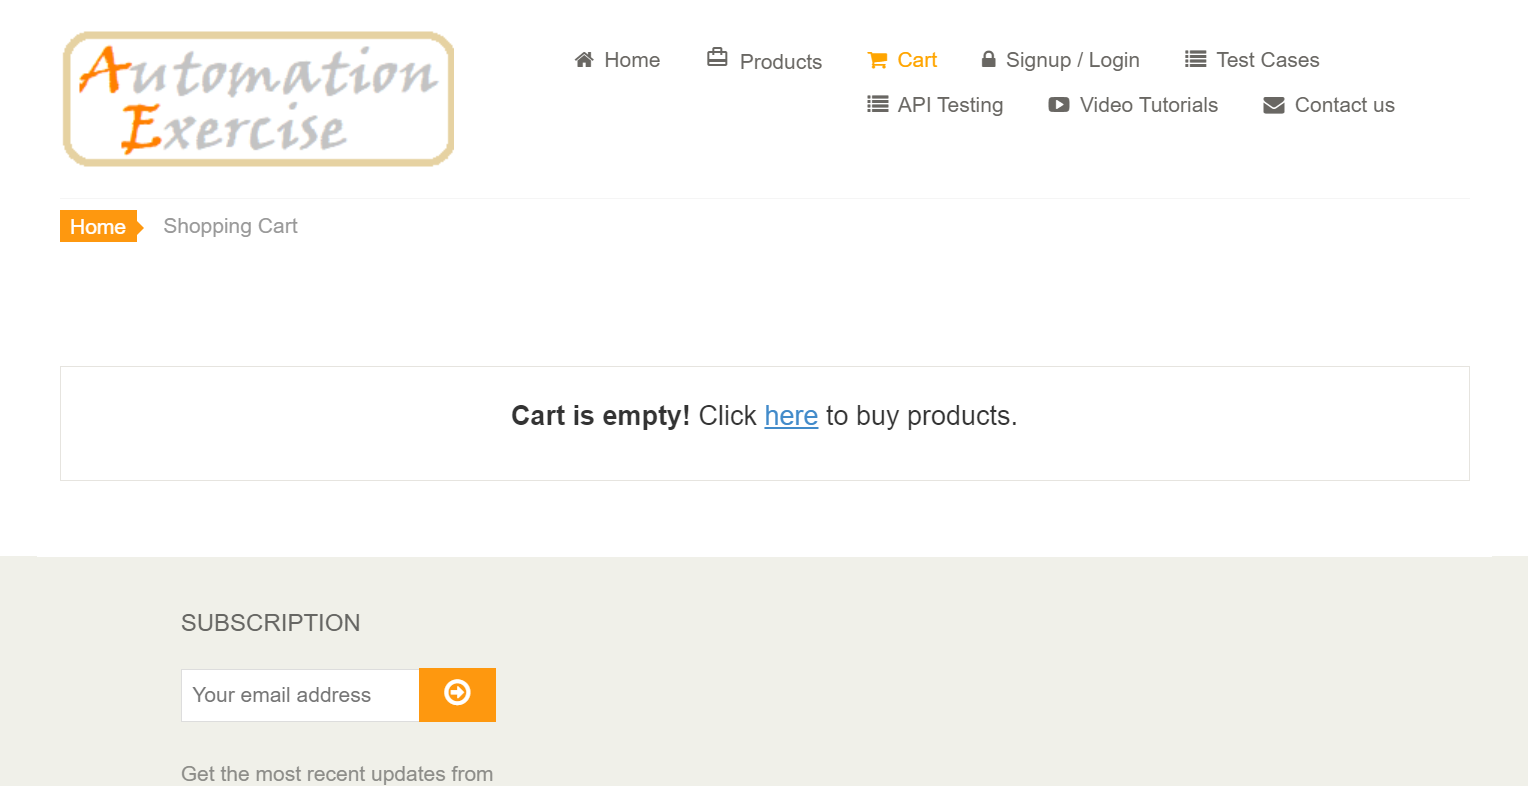 Automation
Exercise
Home Products Cart Signup / Login Test Cases
API Testing Video Tutorials Contact us
Home Shopping Cart
Cart is empty! Click here to buy products.
SUBSCRIPTION
Your email address
Get the most recent updates from